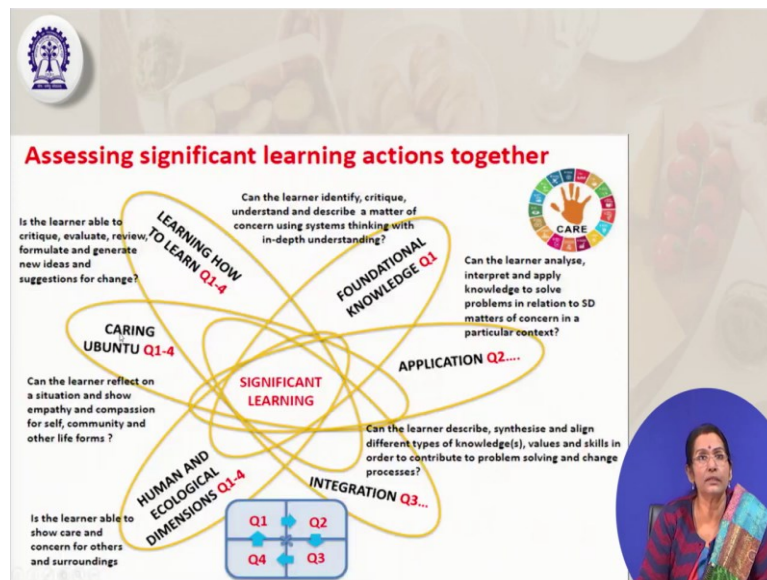 Assessing significant learning actions together
Can the learner identify, critique,
understand and describe a matter of
concern using systems thinking with
in-depth understanding?
Is the learner able to
critique, evaluate, review,
formulate and generate
new ideas and
suggestions for change?
LEARNING HOW
TO LEARN Q1-4
FOUNDATIONAL
KNOWLEDGE Q1
CARE
Can the learner analyse,
interpret and apply
knowledge to solve
problems in relation to SD
matters of concern in a
particular context?
CARING
UBUNTU Q1-4
APPLICATION Q2....
SIGNIFICANT
LEARNING
Can the learner reflect on
a situation and show
empathy and compassion
for self, community and
other life forms ?
Can the learner describe, synthesise and align
different types of knowledge(s), values and skills in
order to contribute to problem solving and change
processes?
HUMAN AND
ECOLOGICAL
DIMENSIONS Q1-4
INTEGRATION Q3...
Is the learner able to
show care and
concern for others
and surroundings
Q1 Q2
Q4 Q3